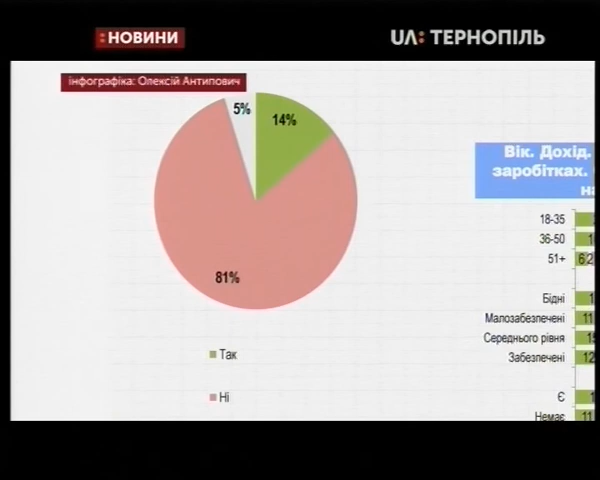 :НОВИНИ
UA: ТЕРНОПІЛЬ
інфографіка: Олексій Антипович
5%
14%
81%
Так
Ні
Вік. Дохід.
заробітках.
на
18-35
36-50
51+
Бідні
Малозабезпечені
Середнього рівня
Забезпечені
Є
Немає